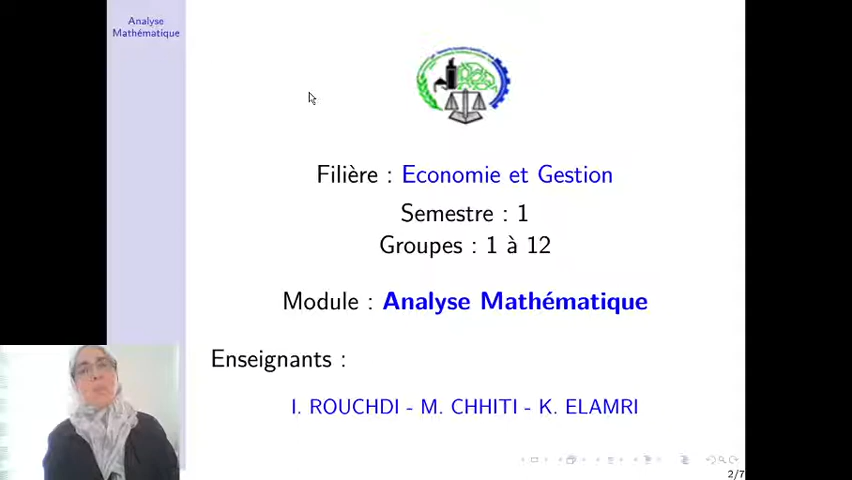 Analyse
Mathématique
Filière : Economie et Gestion
Semestre : 1
Groupes : 1 à 12
Module : Analyse Mathématique
Enseignants :
I. ROUCHDI - M. CHHITI - K. ELAMRI
2/7